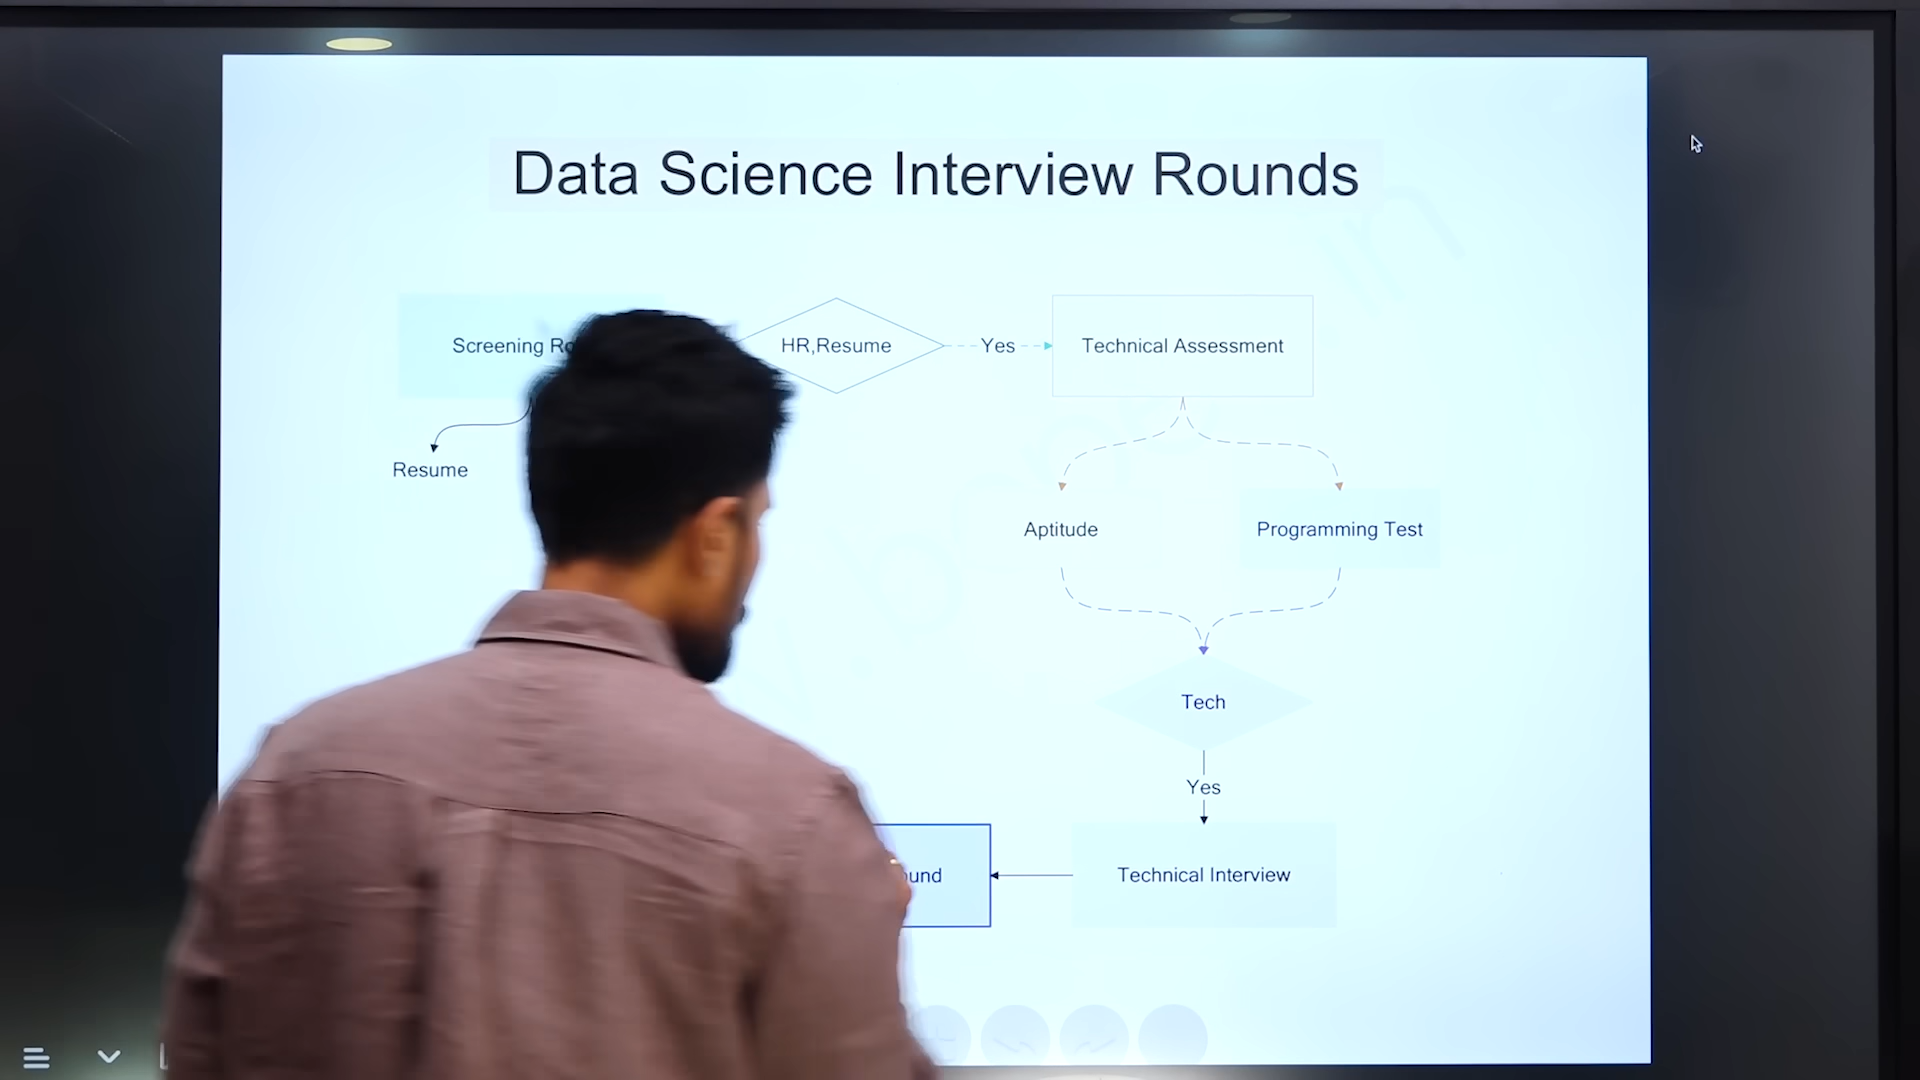 Data Science Interview Rounds
Screening
HR,Resume
Yes
Technical Assessment
Resume
Aptitude
Programming Test
Tech
Yes
Technical Interview